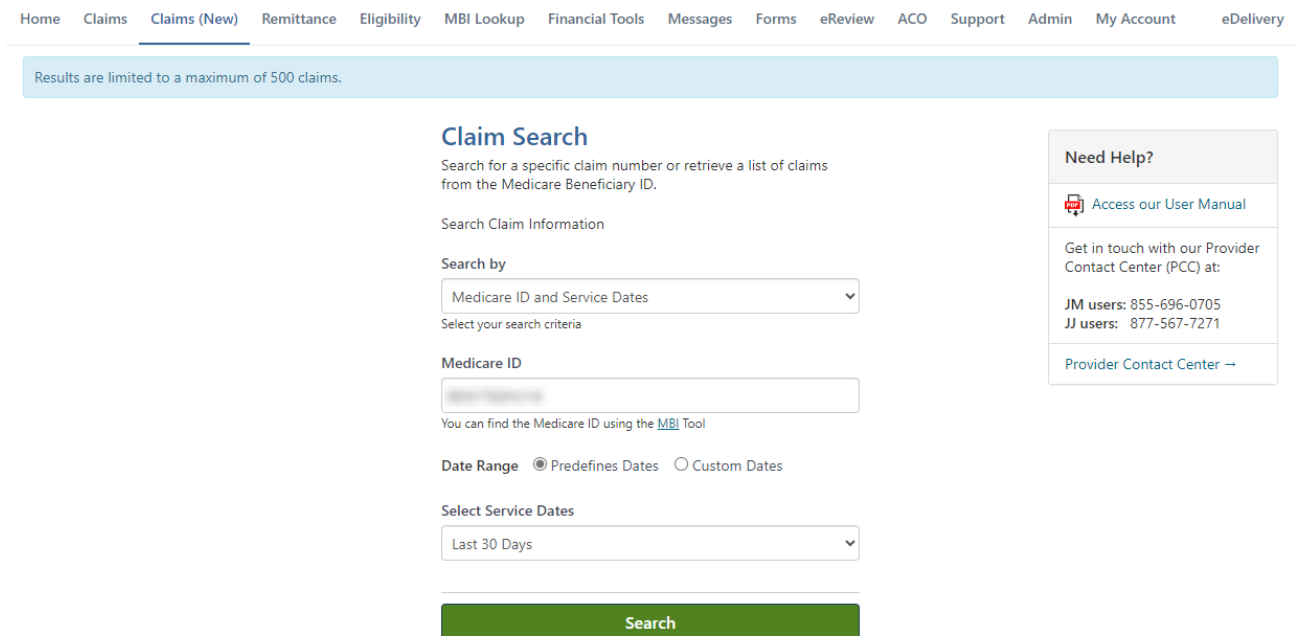 Home Claims Claims (New) Remittance Eligibility MBI Lookup Financial Tools Messages Forms eReview ACO Support Admin My Account eDelivery
Results are limited to a maximum of 500 claims.
Claim Search
Search for a specific claim number or retrieve a list of claims
from the Medicare Beneficiary ID.
Search Claim Information
Search by
Medicare ID and Service Dates
Select your search criteria
Medicare ID
You can find the Medicare ID using the MBI Tool
Date Range Predefines Dates Custom Dates
Select Service Dates
Last 30 Days
Search
Need Help?
PDF Access our User Manual
Get in touch with our Provider
Contact Center (PCC) at:
JM users: 855-696-0705
JJ users: 877-567-7271
Provider Contact Center →